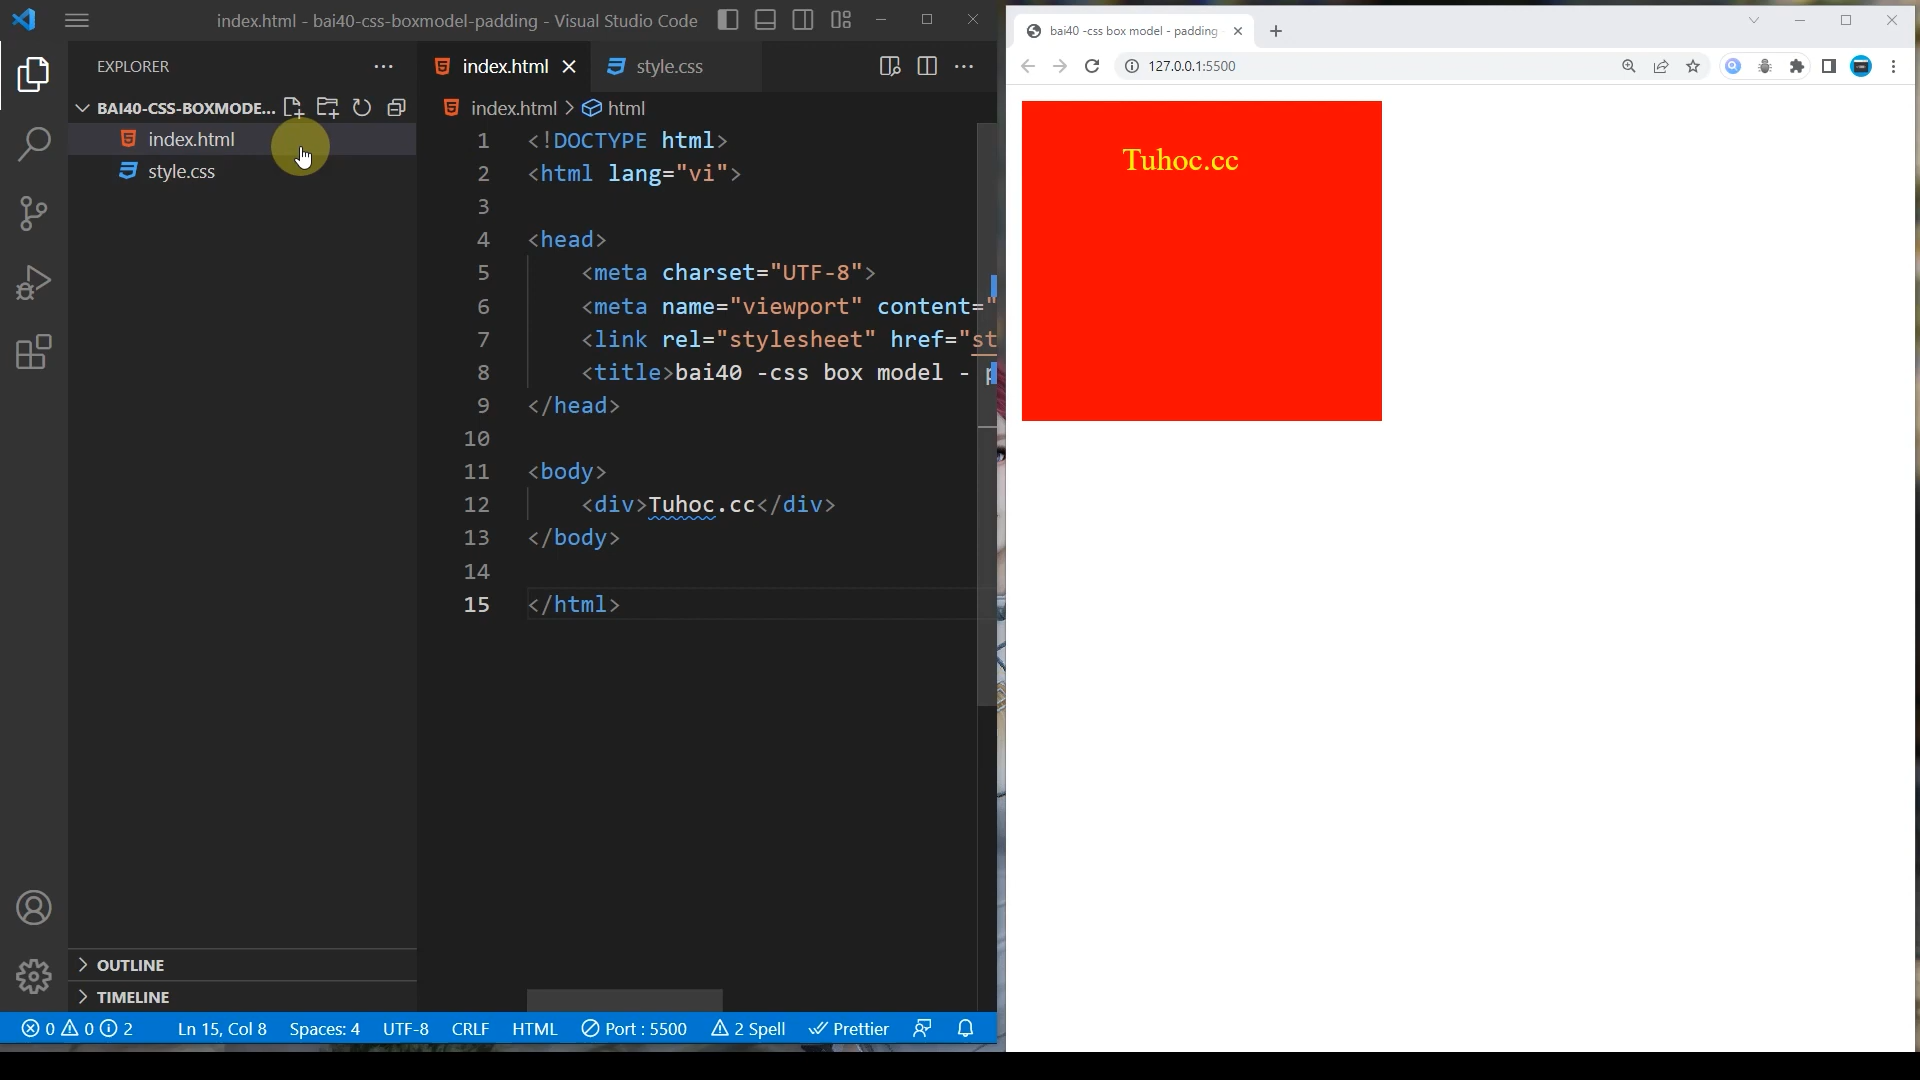 index.html - bai40-css-boxmodel-padding - Visual Studio Code
EXPLORER
BAI40-CSS-BOXMODE...
index.html
style.css
index.html
style.css
index.html > html
1 <!DOCTYPE html>
2 <html lang="vi">
3
4 <head>
5 <meta charset="UTF-8">
6 <meta name="viewport" content="
7 <link rel="stylesheet" href="st
8 <title>bai40 -css box model - p
9 </head>
10
11 <body>
12 <div>Tuhoc.cc</div>
13 </body>
14
15 </html>
OUTLINE
TIMELINE
0 0 2 Ln 15, Col 8 Spaces: 4 UTF-8 CRLF HTML Port : 5500 2 Spell Prettier
bai40 -css box model - padding
127.0.0.1:5500
Tuhoc.cc